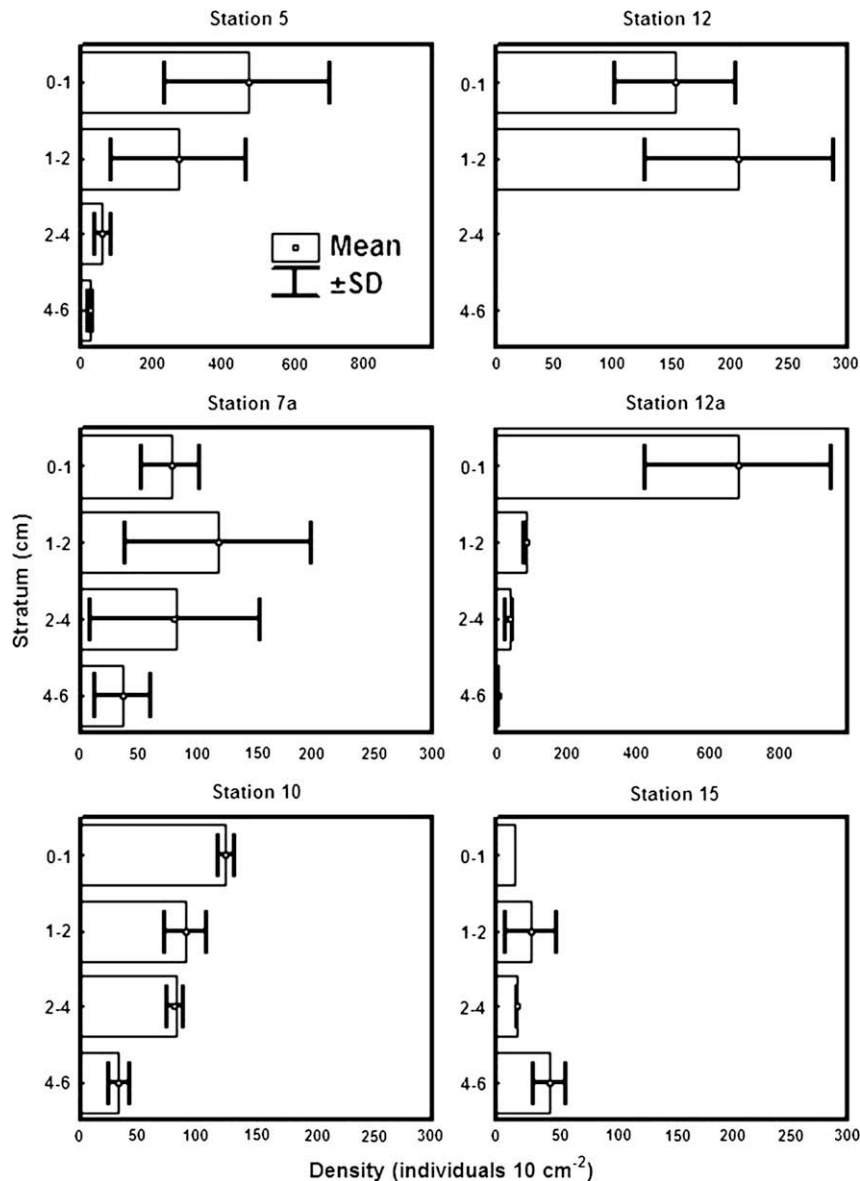 Station 5
Station 12
0-1
1-2
2-4
4-6
Mean
±SD
0 200 400 600 800
0-1
1-2
2-4
4-6
0 50 100 150 200 250 300
Station 7a
Station 12a
Stratum (cm)
0-1
1-2
2-4
4-6
0 50 100 150 200 250 300
0-1
1-2
2-4
4-6
0 200 400 600 800
Station 10
Station 15
0-1
1-2
2-4
4-6
0 50 100 150 200 250 300
0-1
1-2
2-4
4-6
0 50 100 150 200 250 300
Density (individuals 10 cm⁻²)